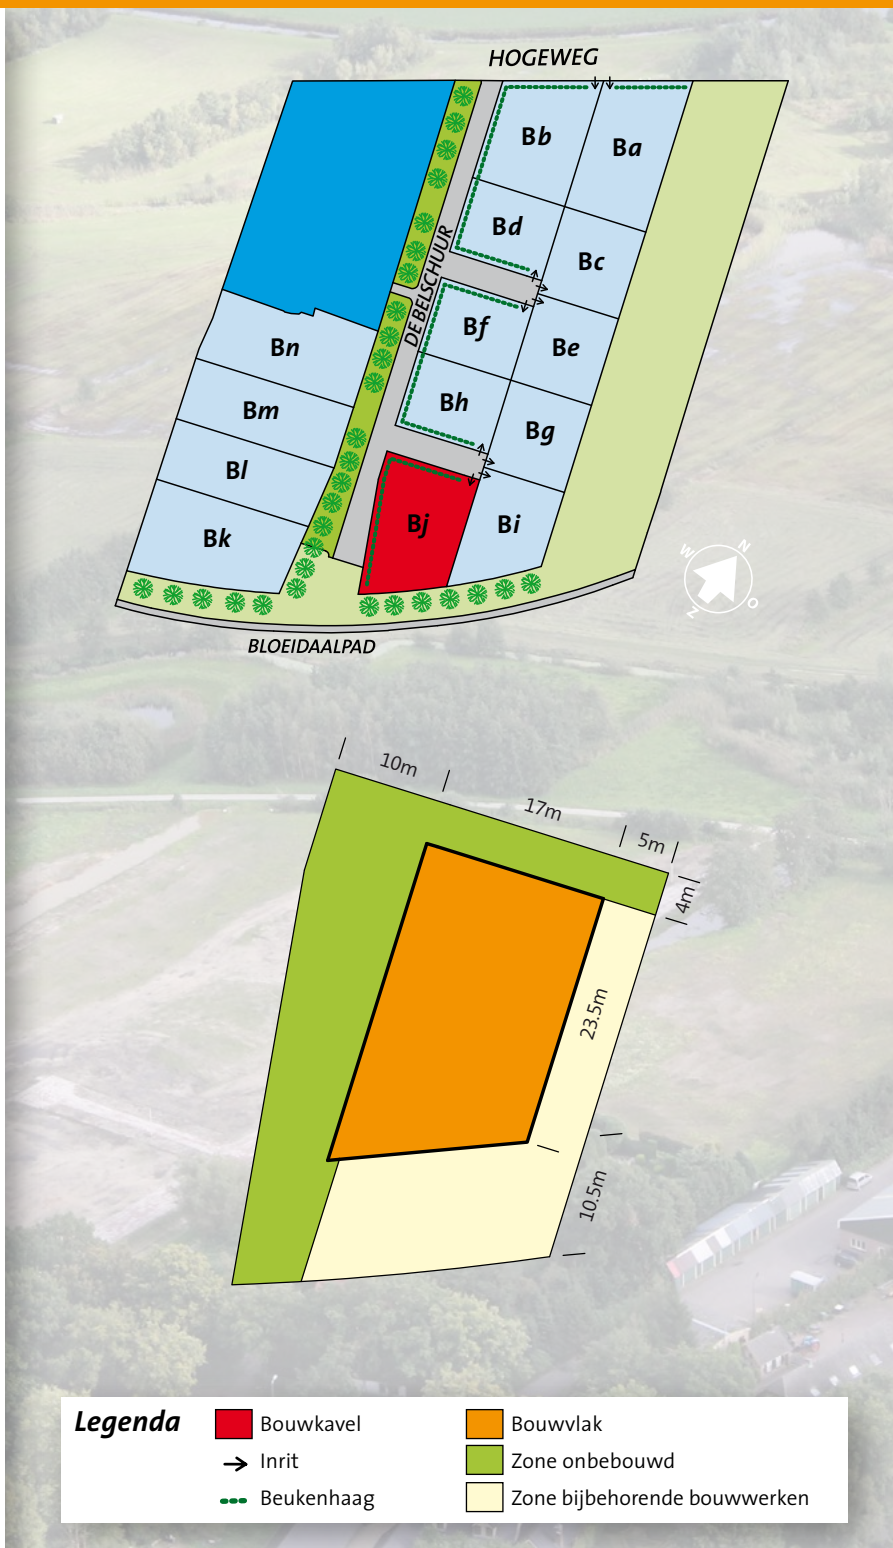 HOGEWEG
Bb
Ba
Bd
Bc
DE BELSCHUUR
Bf
Be
Bn
Bh
Bm
Bg
Bl
Bj
Bi
Bk
N
W
O
Z
BLOEIDAALPAD
10m
17m
5m
4m
23.5m
10.5m
Legenda
Bouwkavel
Bouwvlak
Inrit
Zone onbebouwd
Beukenhaag
Zone bijbehorende bouwwerken